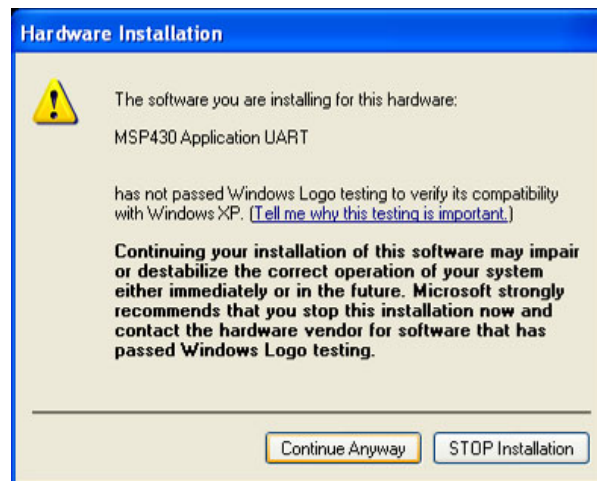 Hardware Installation
The software you are installing for this hardware:
MSP430 Application UART
has not passed Windows Logo testing to verify its compatibility
with Windows XP. (Tell me why this testing is important.)
Continuing your installation of this software may impair
or destabilize the correct operation of your system
either immediately or in the future. Microsoft strongly
recommends that you stop this installation now and
contact the hardware vendor for software that has
passed Windows Logo testing.
Continue Anyway STOP Installation